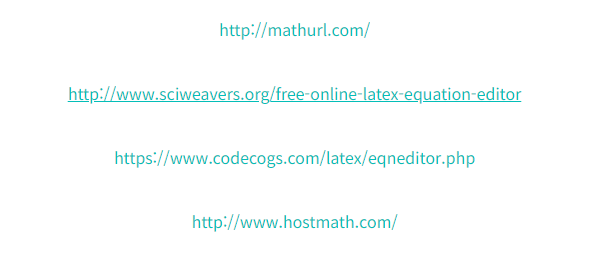 http://mathurl.com/
http://www.sciweavers.org/free-online-latex-equation-editor
https://www.codecogs.com/latex/eqneditor.php
http://www.hostmath.com/